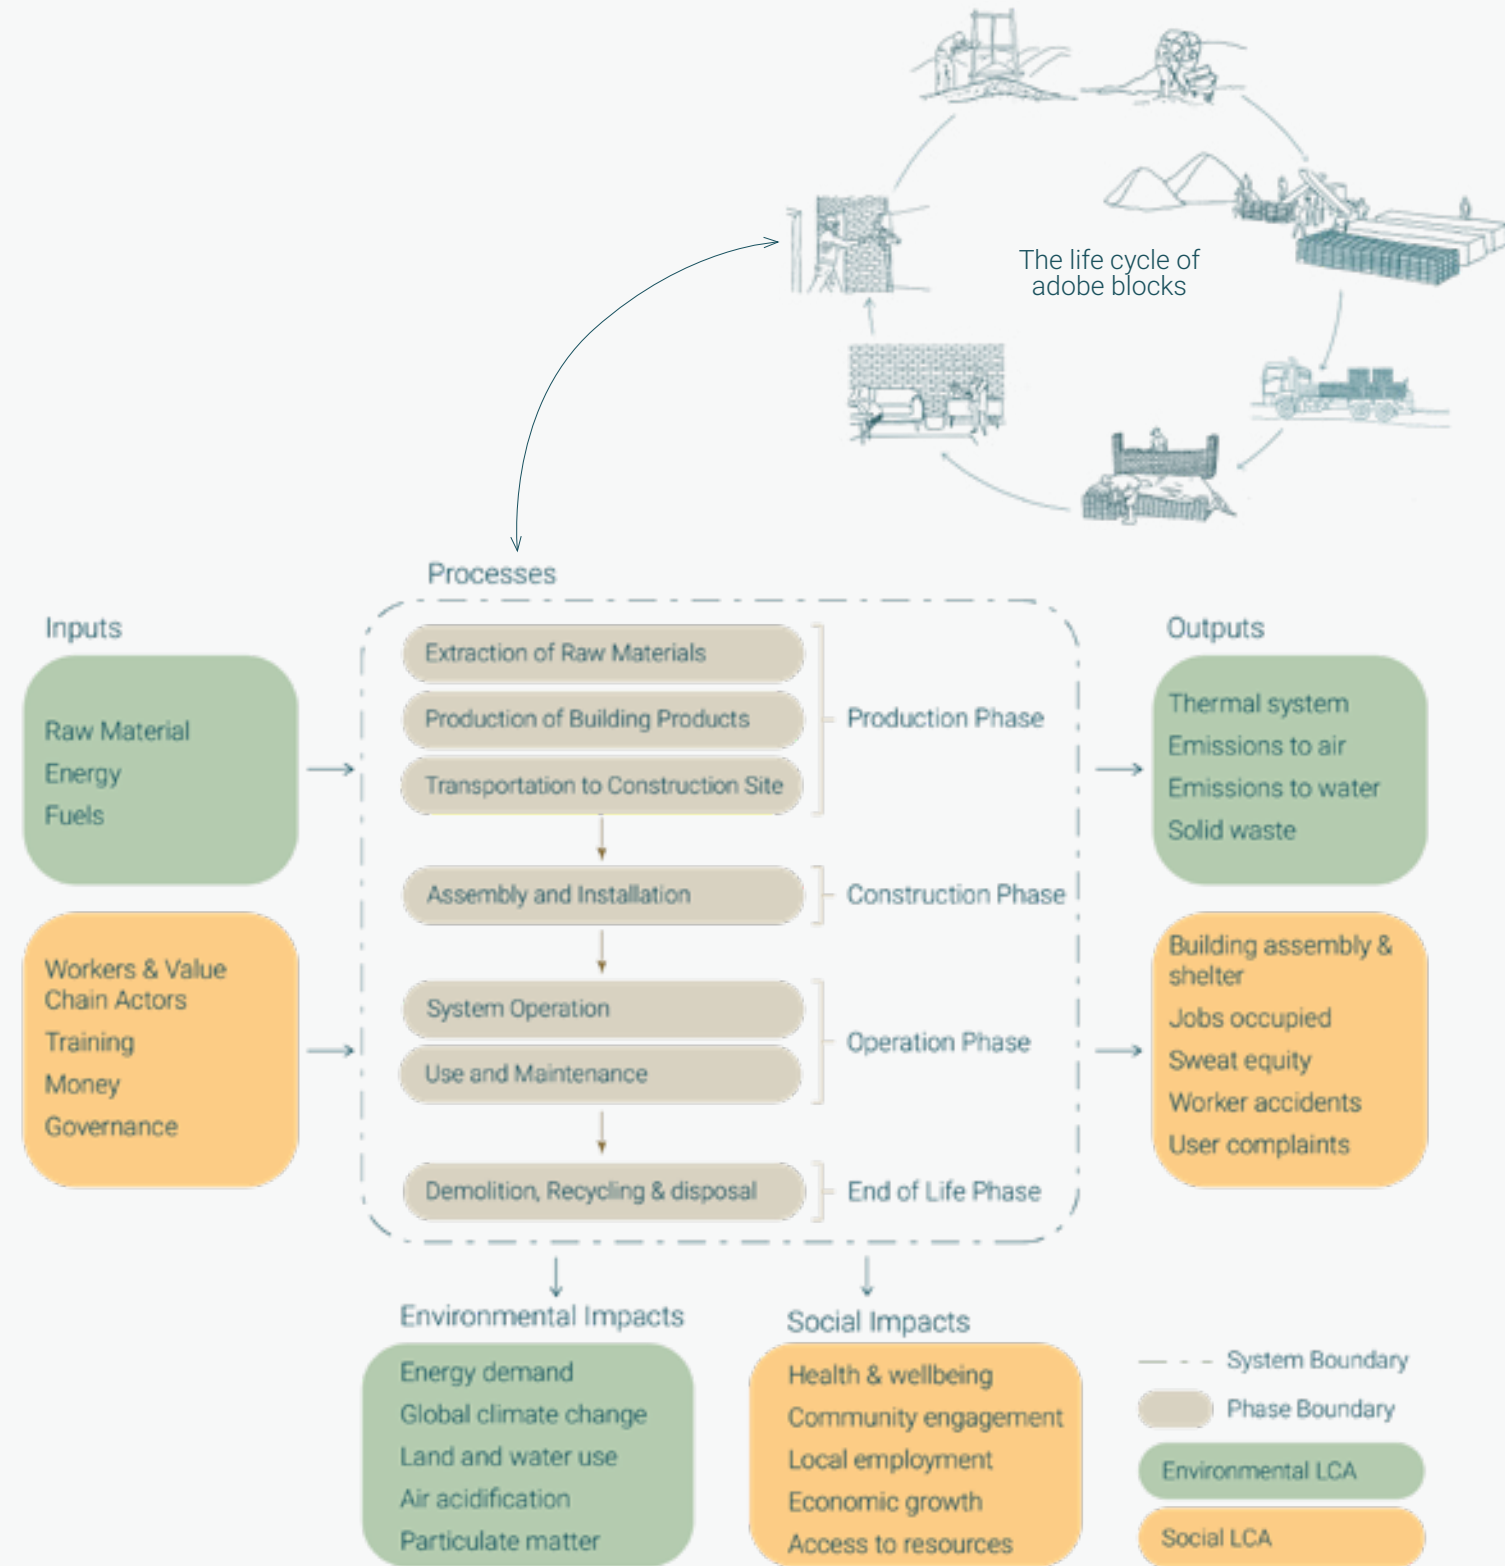 The life cycle of
adobe blocks
Processes
Inputs
Raw Material
Energy
Fuels
Workers & Value
Chain Actors
Training
Money
Governance
Extraction of Raw Materials
Production of Building Products
Transportation to Construction Site
Production Phase
Assembly and Installation
Construction Phase
System Operation
Use and Maintenance
Operation Phase
Demolition, Recycling & disposal
End of Life Phase
Outputs
Thermal system
Emissions to air
Emissions to water
Solid waste
Building assembly &
shelter
Jobs occupied
Sweat equity
Worker accidents
User complaints
Environmental Impacts
Energy demand
Global climate change
Land and water use
Air acidification
Particulate matter
Social Impacts
Health & wellbeing
Community engagement
Local employment
Economic growth
Access to resources
System Boundary
Phase Boundary
Environmental LCA
Social LCA